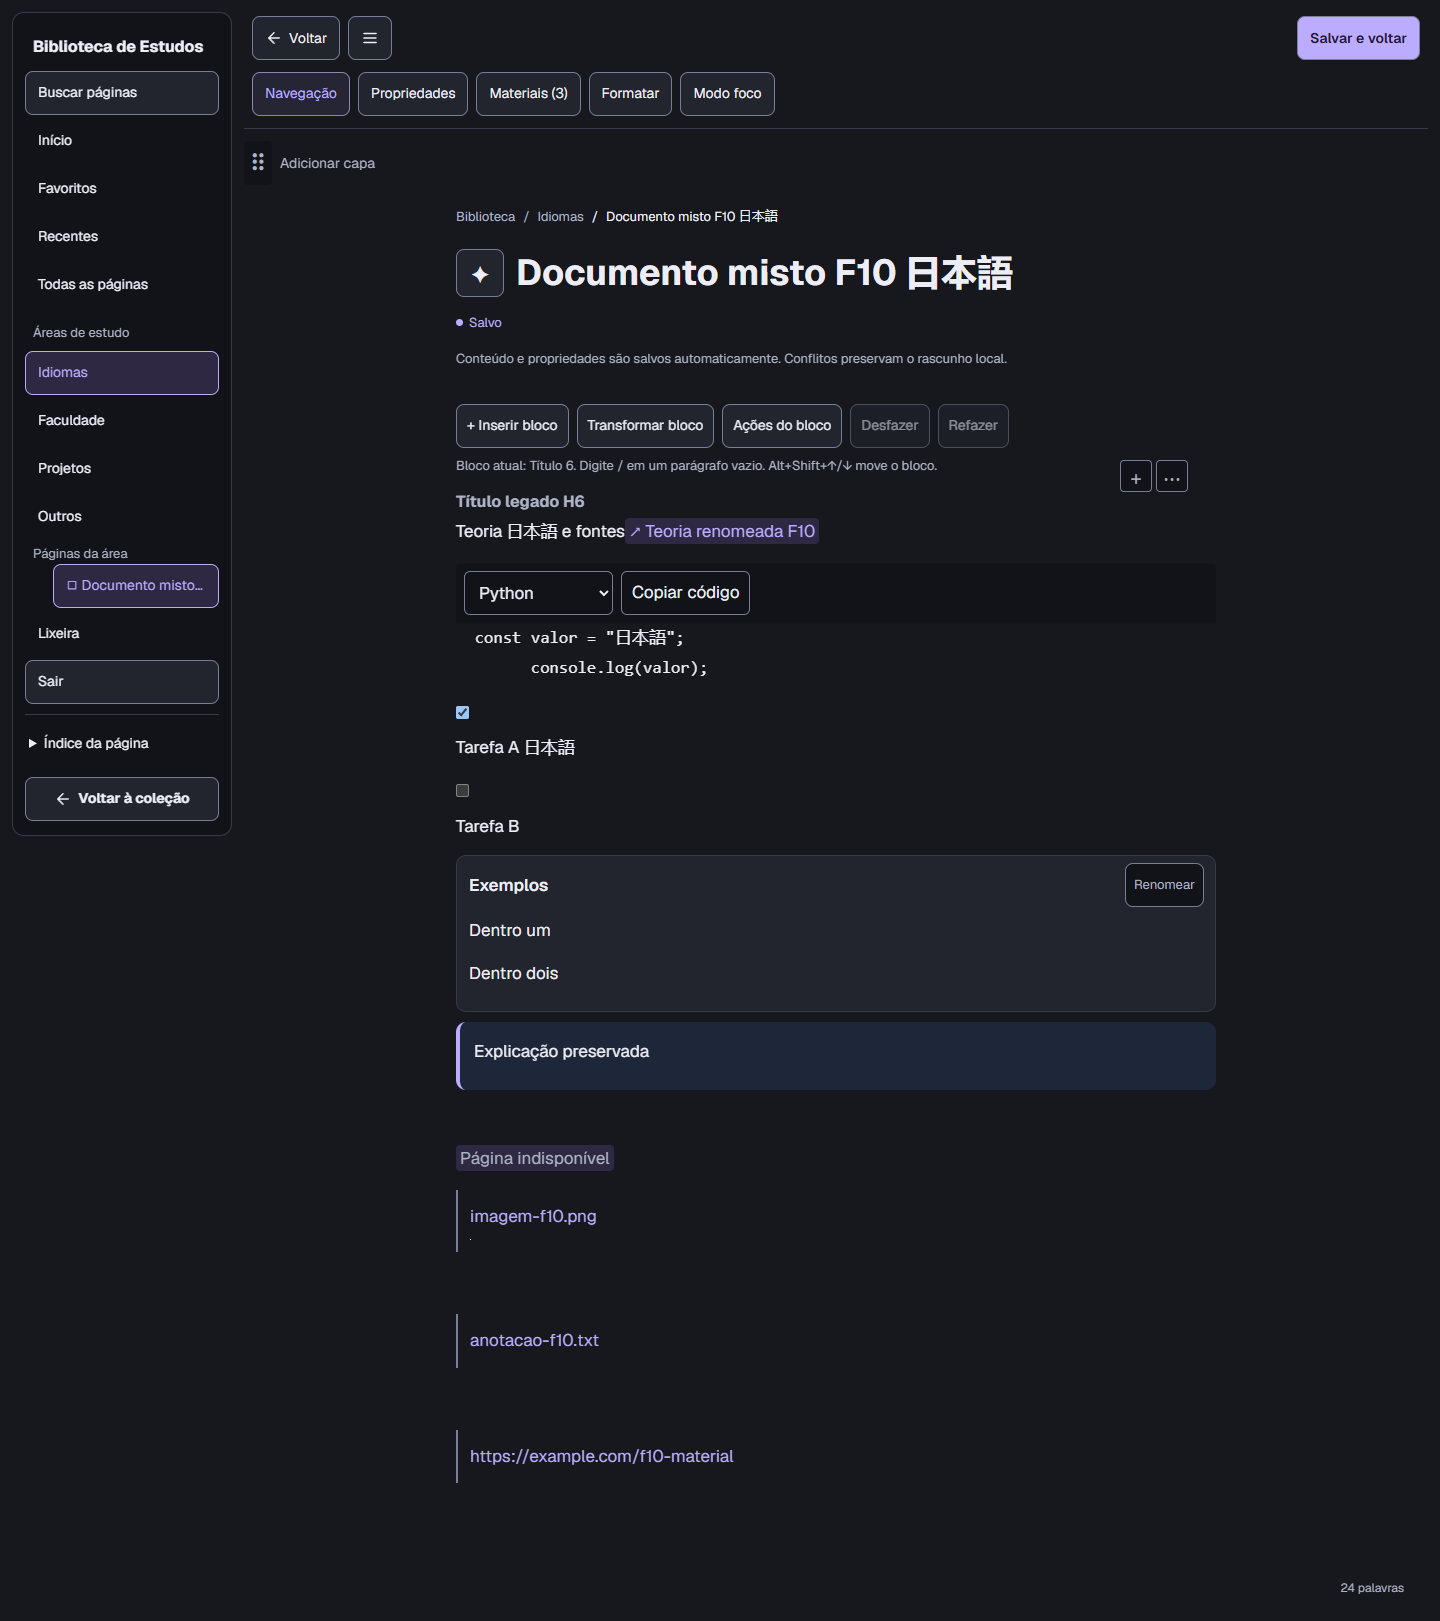 Biblioteca de Estudos
Buscar páginas
Início
Favoritos
Recentes
Todas as páginas
Áreas de estudo
Idiomas
Faculdade
Projetos
Outros
Páginas da área
Documento misto...
Lixeira
Sair
Índice da página
← Voltar à coleção
← Voltar
Salvar e voltar
Navegação
Propriedades
Materiais (3)
Formatar
Modo foco
Adicionar capa
Biblioteca / Idiomas / Documento misto F10 日本語
Documento misto F10 日本語
Salvo
Conteúdo e propriedades são salvos automaticamente. Conflitos preservam o rascunho local.
+ Inserir bloco
Transformar bloco
Ações do bloco
Desfazer
Refazer
Bloco atual: Título 6. Digite / em um parágrafo vazio. Alt+Shift+↑/↓ move o bloco.
+ ...
Título legado H6
Teoria 日本語 e fontes ↗ Teoria renomeada F10
Python
Copiar código
const valor = "日本語";
console.log(valor);
Tarefa A 日本語
Tarefa B
Exemplos
Renomear
Dentro um
Dentro dois
Explicação preservada
Página indisponível
imagem-f10.png
anotacao-f10.txt
https://example.com/f10-material
24 palavras